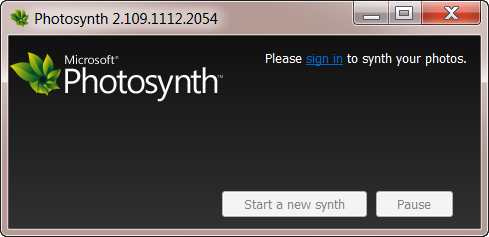 Photosynth 2.109.1112.2054
Please sign in to synth your photos.
Microsoft®
Photosynth™
Start a new synth
Pause